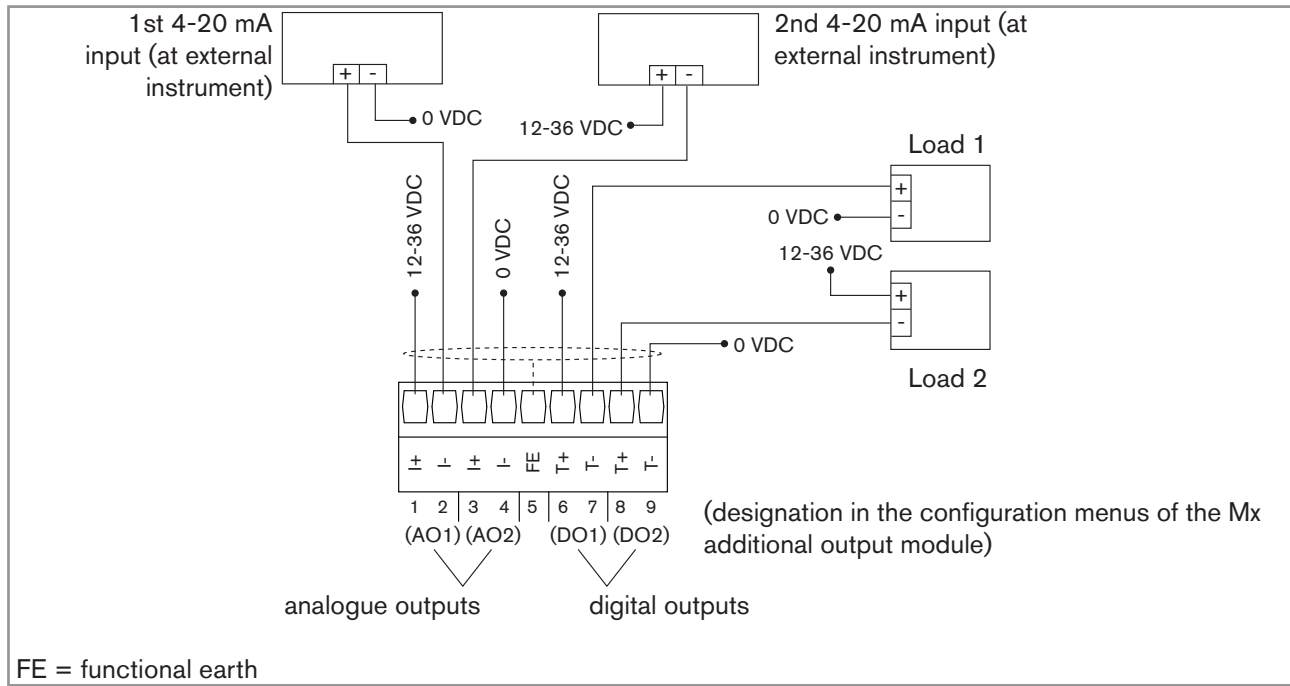 1st 4-20 mA
input (at external
instrument)
+ -
0 VDC
2nd 4-20 mA input (at
external instrument)
+ -
12-36 VDC
Load 1
+
-
0 VDC
12-36 VDC
+
-
Load 2
12-36 VDC
0 VDC
12-36 VDC
0 VDC
I+ I- I+ I- FE T+ T- T+ T-
1 2 3 4 5 6 7 8 9
(AO1) (AO2) (DO1) (DO2)
(designation in the configuration menus of the Mx
additional output module)
analogue outputs
digital outputs
FE = functional earth